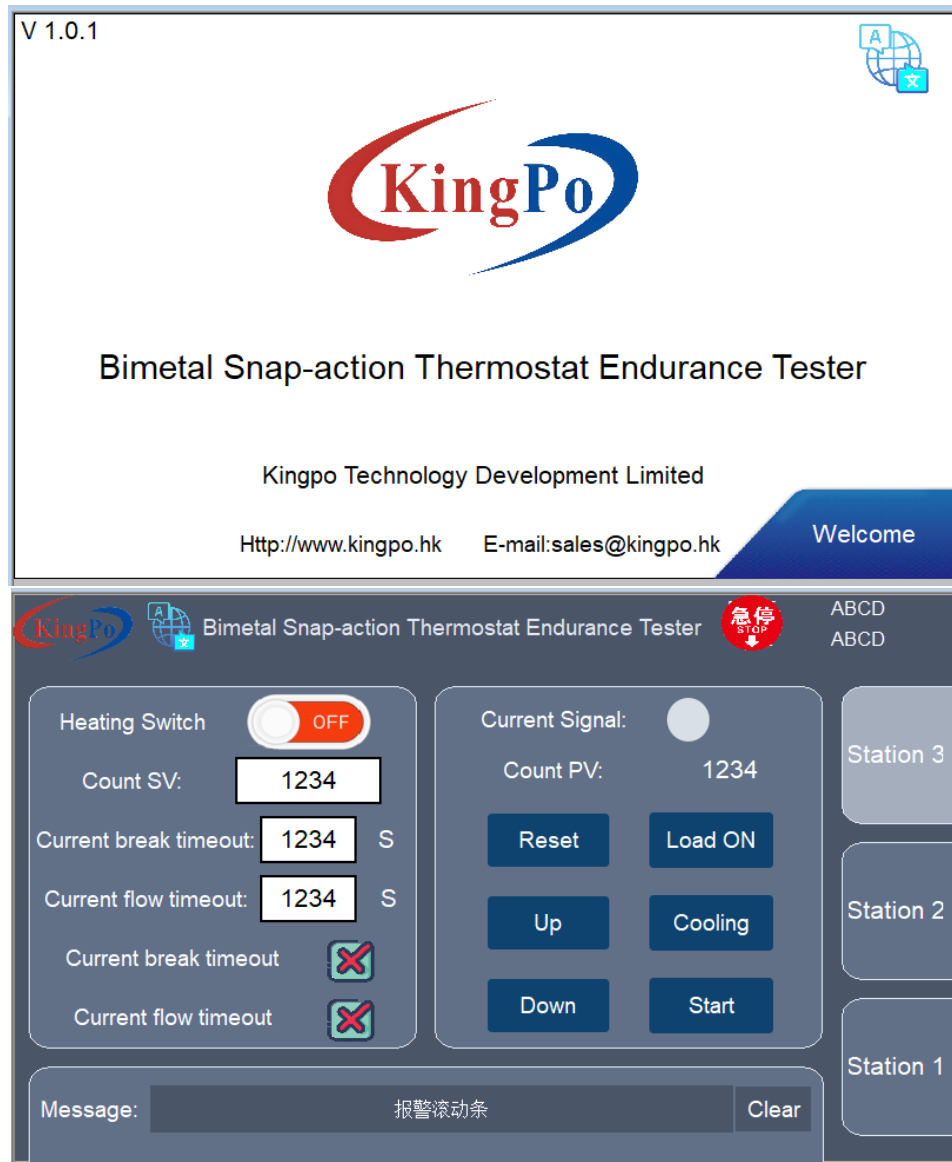 V 1.0.1
A
文
KingPo
Bimetal Snap-action Thermostat Endurance Tester
Kingpo Technology Development Limited
Http://www.kingpo.hk E-mail:sales@kingpo.hk
Welcome
KingPo
A
文
Bimetal Snap-action Thermostat Endurance Tester
急停
STOP
ABCD
ABCD
Heating Switch OFF
Count SV: 1234
Current break timeout: 1234 S
Current flow timeout: 1234 S
Current break timeout
Current flow timeout
Current Signal:
Count PV: 1234
Reset Load ON
Up Cooling
Down Start
Station 3
Station 2
Station 1
Message: 报警滚动条 Clear